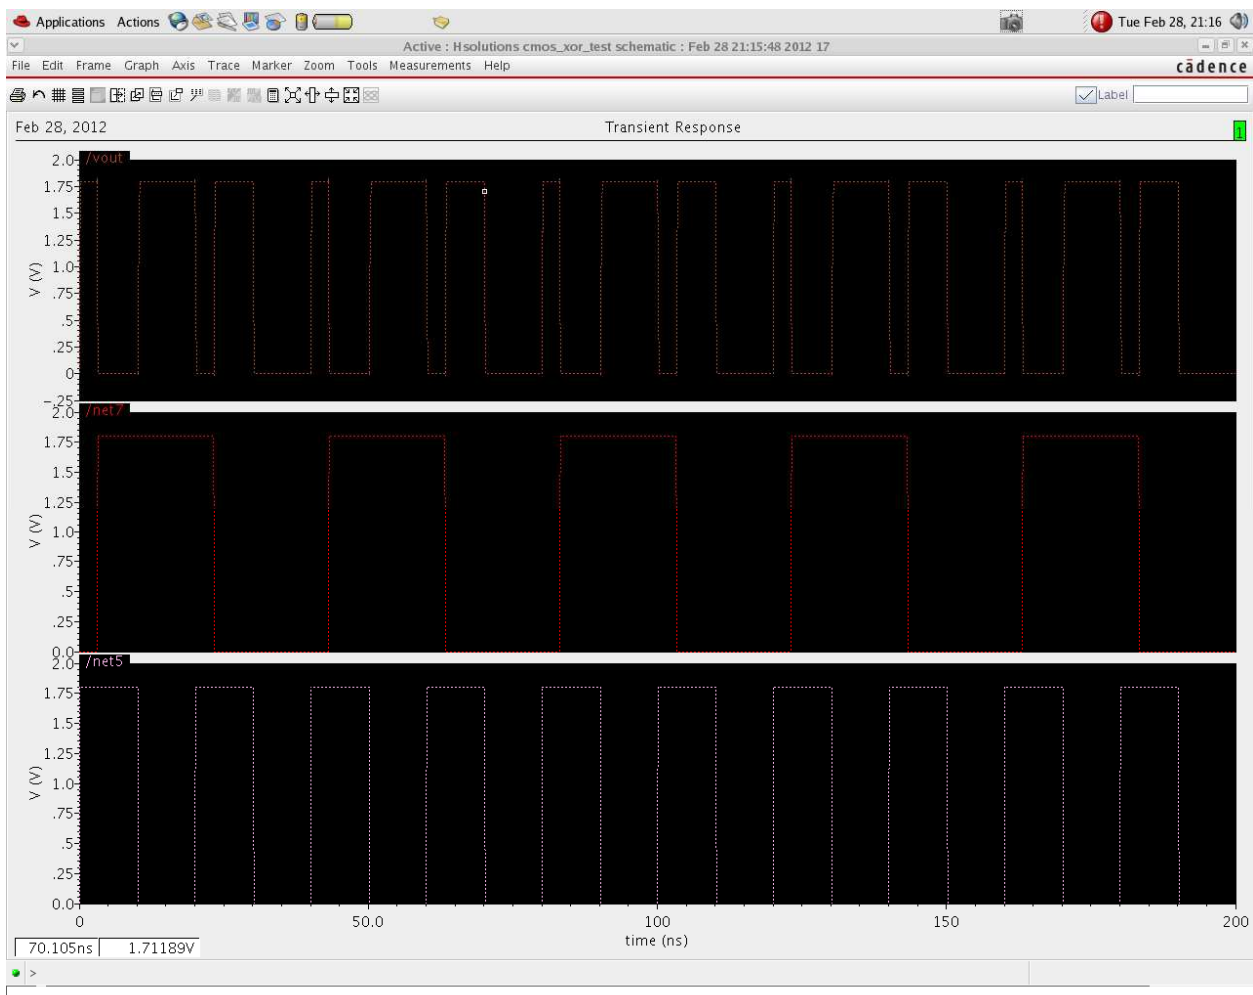 Applications Actions Tue Feb 28, 21:16
Active : Hsolutions cmos_xor_test schematic : Feb 28 21:15:48 2012 17
File Edit Frame Graph Axis Trace Marker Zoom Tools Measurements Help cādence
Label
Feb 28, 2012 Transient Response 1
/vout
2.0
1.75
1.5
1.25
1.0
.75
.5
.25
0
-.25
V (V)
/net7
2.0
1.75
1.5
1.25
1.0
.75
.5
.25
0.0
V (V)
/net5
2.0
1.75
1.5
1.25
1.0
.75
.5
.25
0.0
V (V)
0 50.0 100 150 200
time (ns)
70.105ns 1.71189V
>